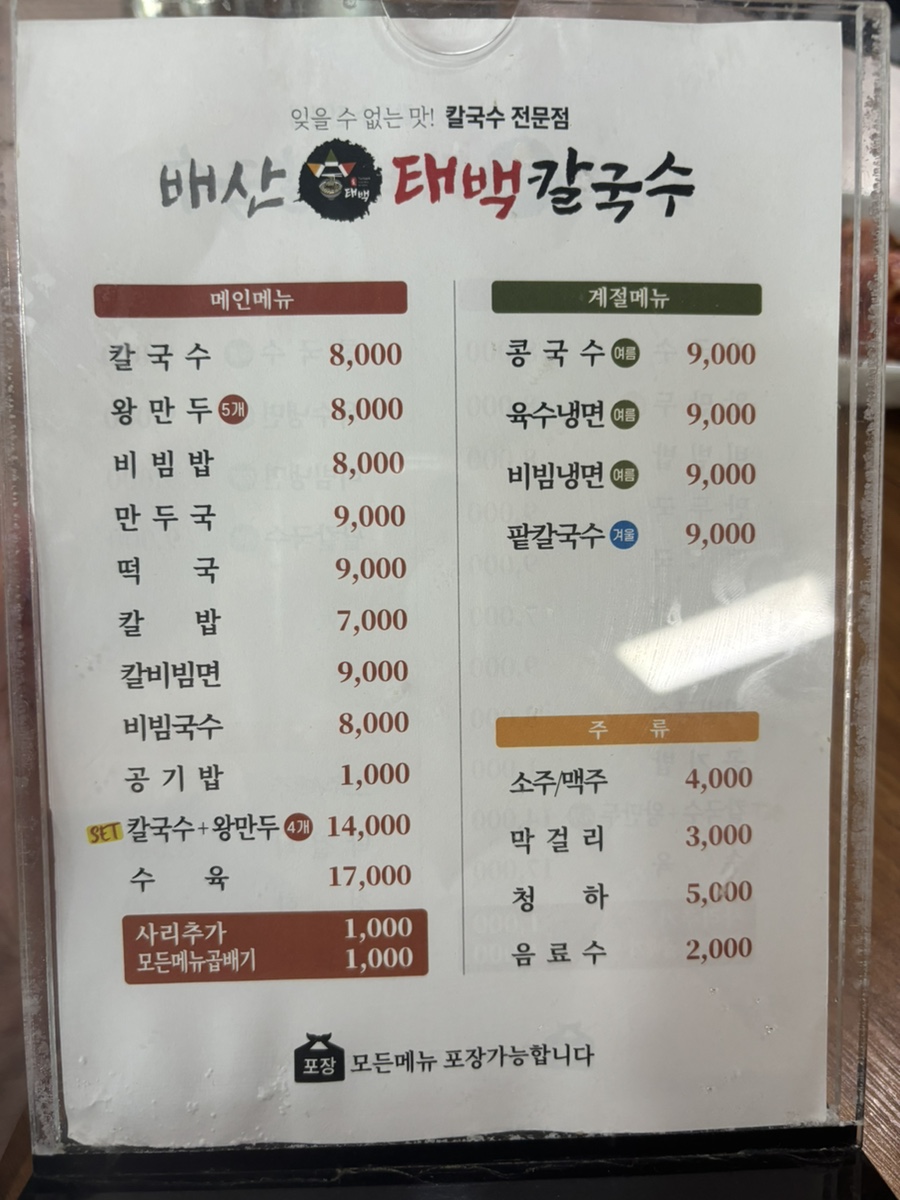 잊을 수 없는 맛! 칼국수 전문점
배산 태백 태백칼국수
메인메뉴
칼국수 8,000
왕만두 5개 8,000
비빔밥 8,000
만두국 9,000
떡국 9,000
칼밥 7,000
칼비빔면 9,000
비빔국수 8,000
공기밥 1,000
SET 칼국수+왕만두 4개 14,000
수육 17,000
사리추가 1,000
모든메뉴곱배기 1,000
계절메뉴
콩국수 여름 9,000
육수냉면 여름 9,000
비빔냉면 여름 9,000
팥칼국수 겨울 9,000
주류
소주/맥주 4,000
막걸리 3,000
청하 5,000
음료수 2,000
포장 모든메뉴 포장가능합니다